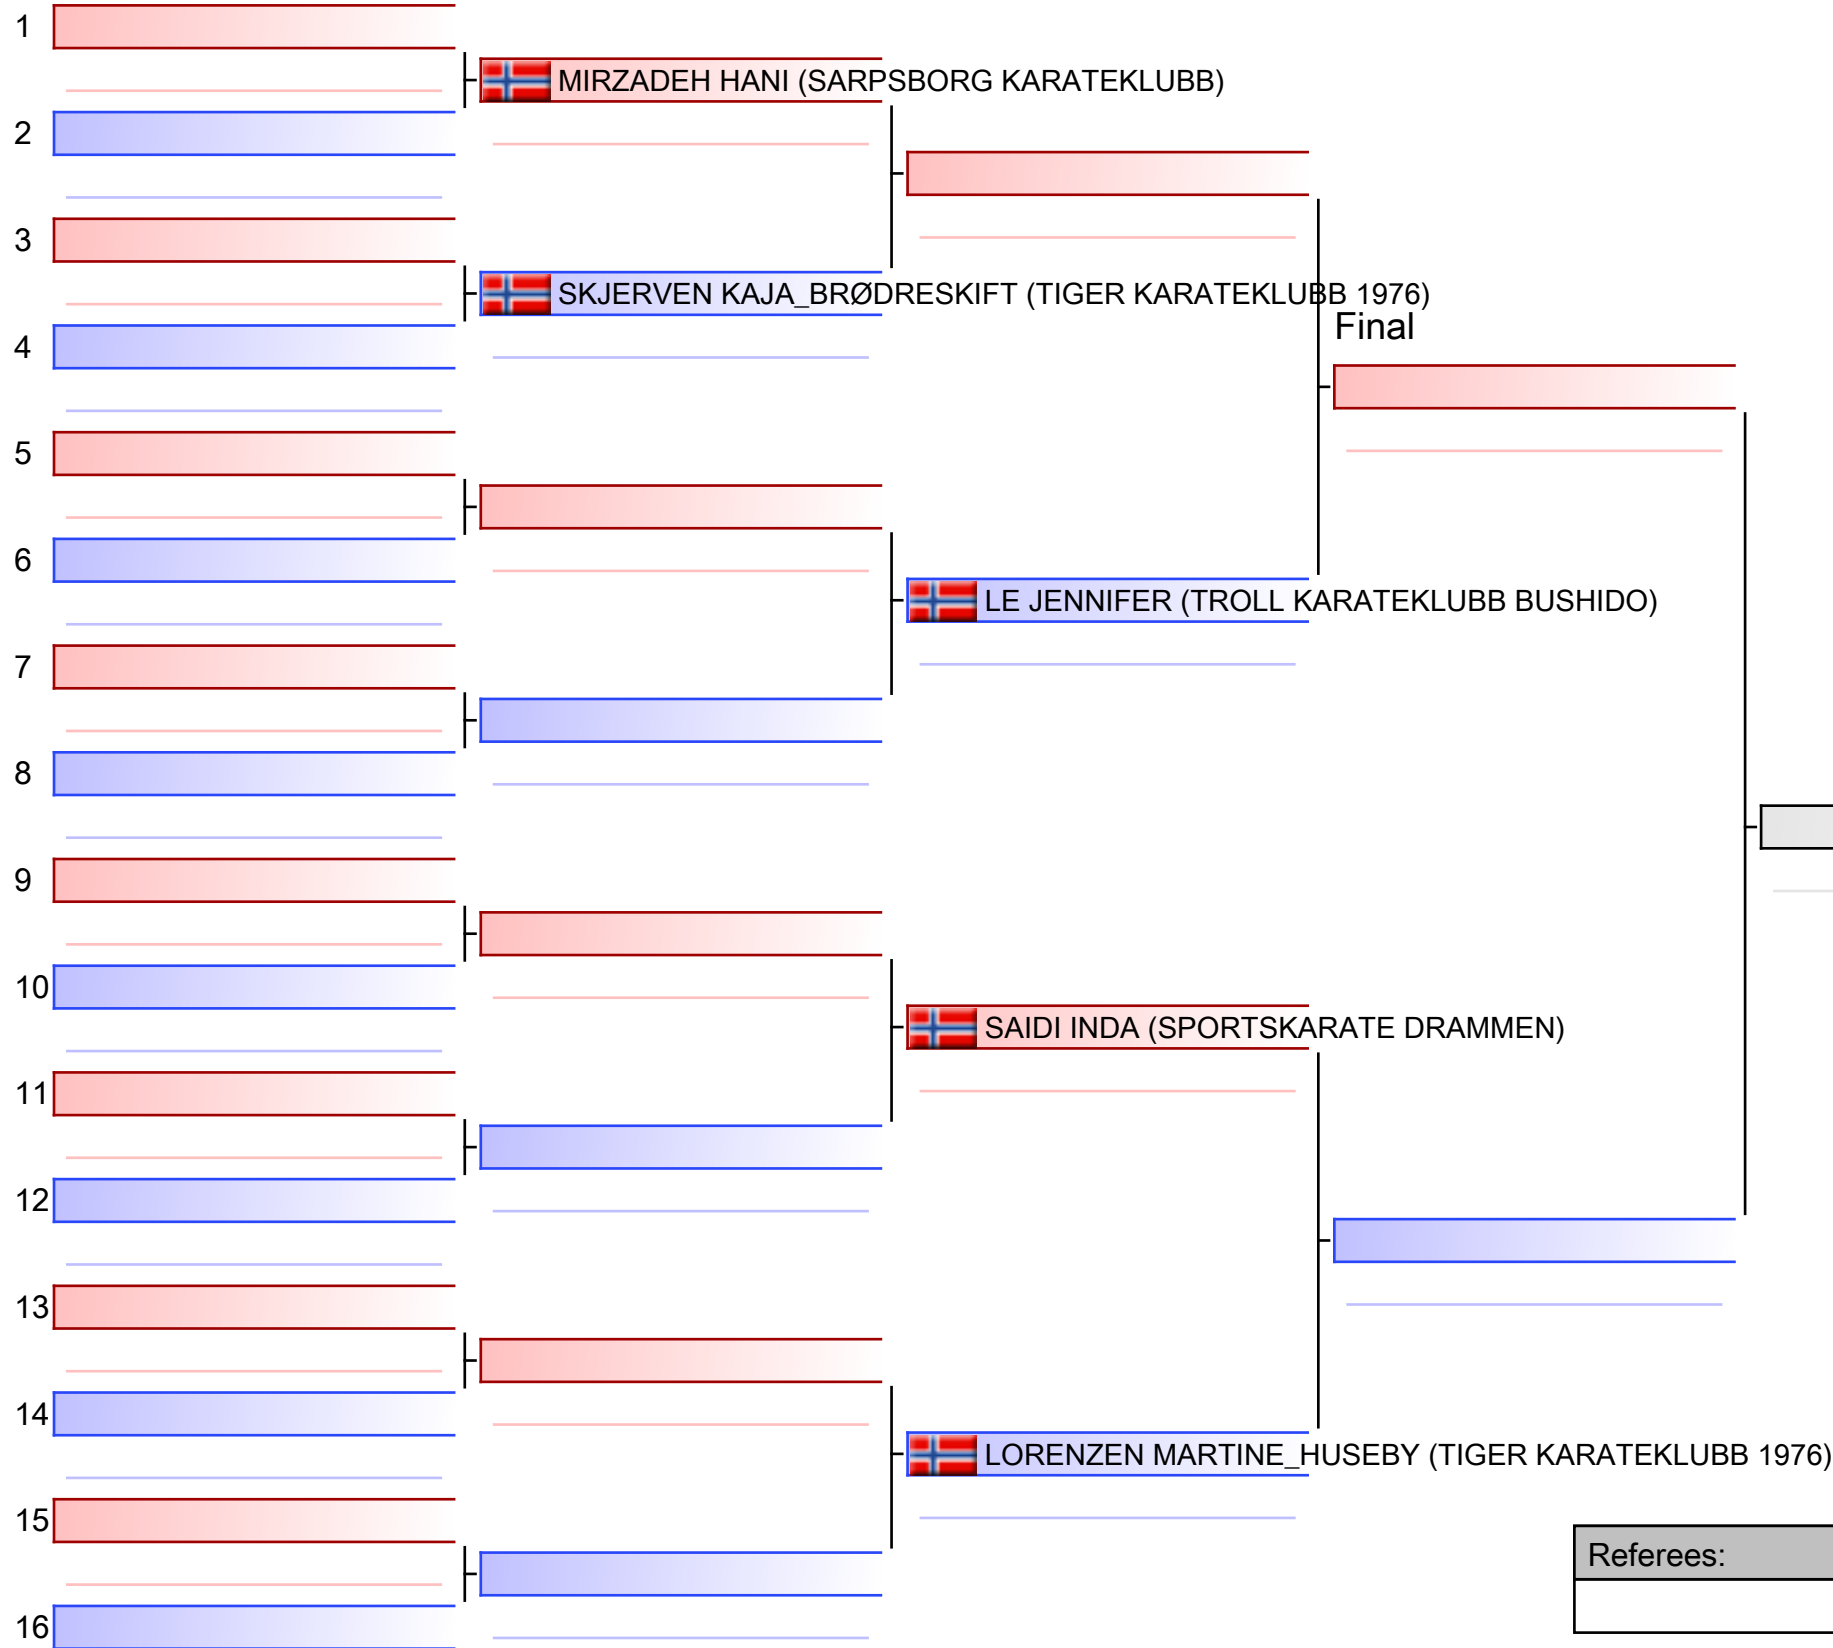 1
MIRZADEH HANI (SARPSBORG KARATEKLUBB)
2
3
SKJERVEN KAJA_BRØDRESKIFT (TIGER KARATEKLUBB 1976)
Final
4
5
6
LE JENNIFER (TROLL KARATEKLUBB BUSHIDO)
7
8
9
10
SAIDI INDA (SPORTSKARATE DRAMMEN)
11
12
13
14
LORENZEN MARTINE_HUSEBY (TIGER KARATEKLUBB 1976)
15
Referees:
16